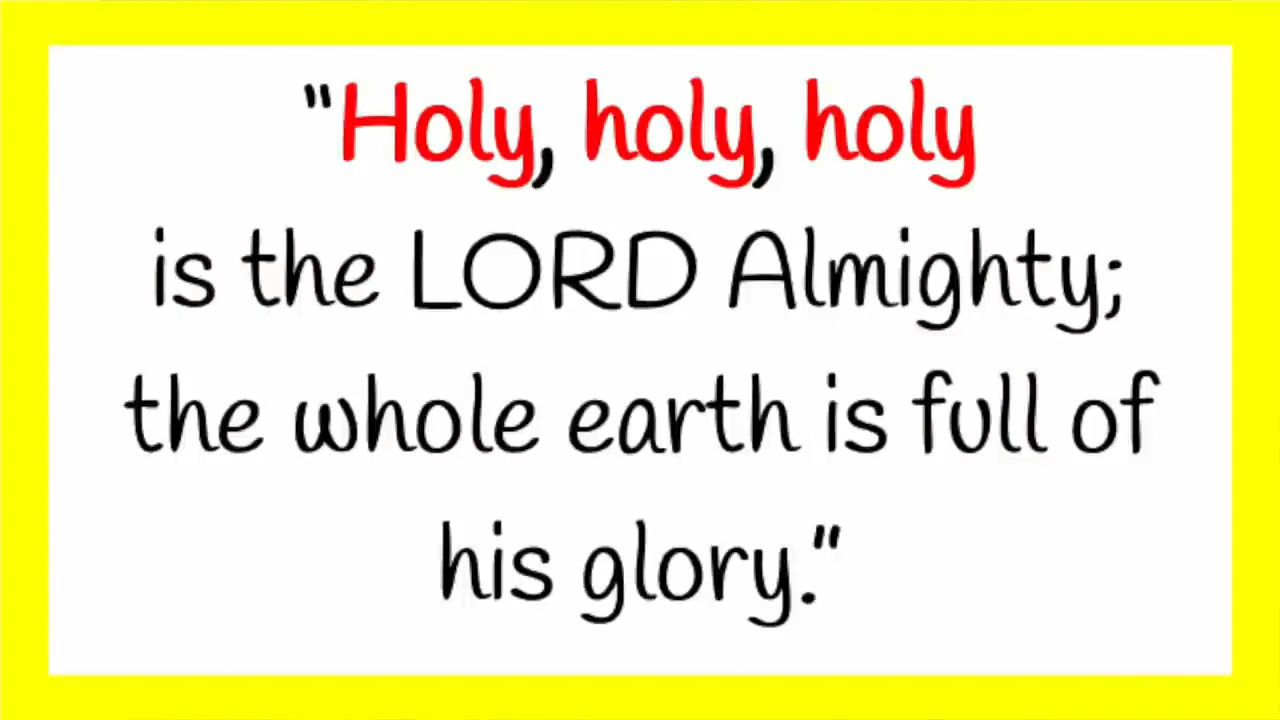 "Holy, holy, holy
is the LORD Almighty;
the whole earth is full of
his glory."